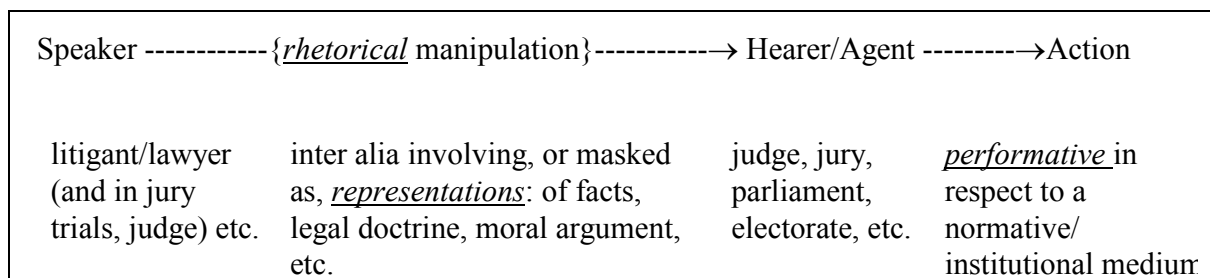 Speaker ------------{rhetorical manipulation}-----------→ Hearer/Agent ---------→Action
litigant/lawyer
(and in jury
trials, judge) etc.
inter alia involving, or masked
as, representations: of facts,
legal doctrine, moral argument,
etc.
judge, jury,
parliament,
electorate, etc.
performative in
respect to a
normative/
institutional medium